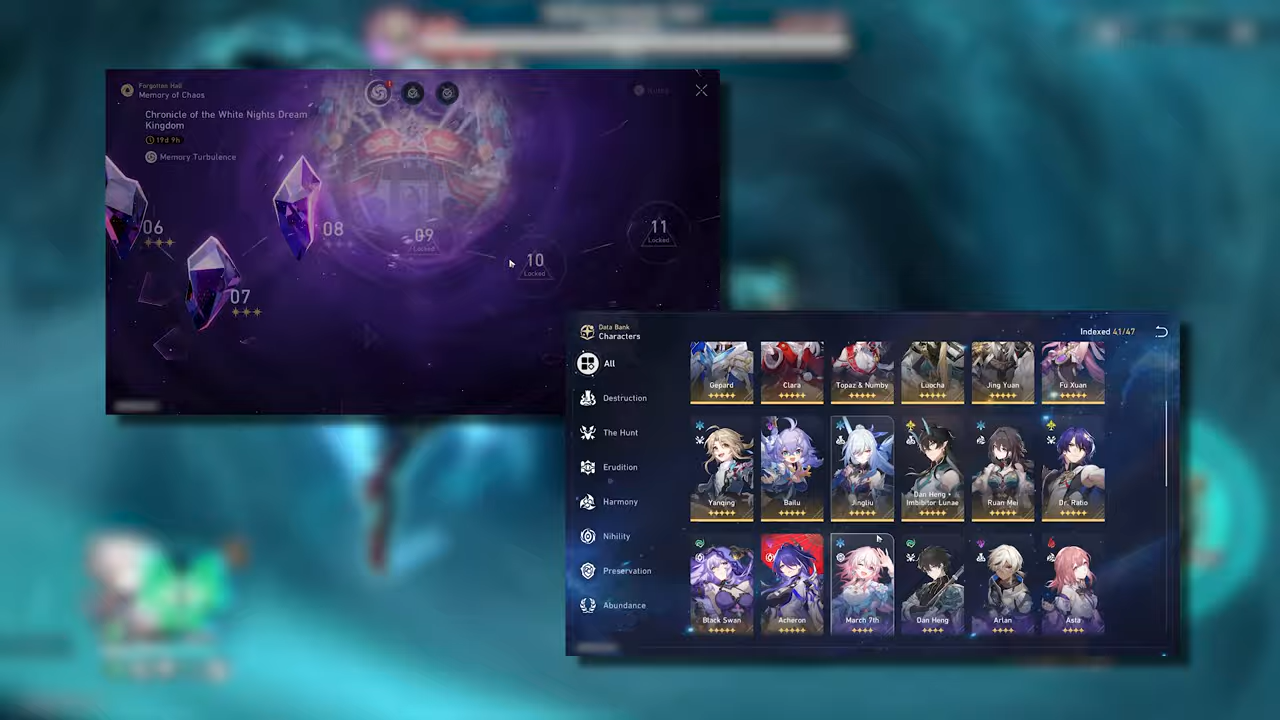 Forgotten Hall
Memory of Chaos
Chronicle of the White Nights Dream
Kingdom
19d 9h
Memory Turbulence
06
07
08
09
Locked
10
Locked
11
Locked
Data Bank
Characters
Indexed 41/47
All
Destruction
The Hunt
Erudition
Harmony
Nihility
Preservation
Abundance
Gepard
Clara
Topaz & Numby
Luocha
Jing Yuan
Fu Xuan
Yanqing
Bailu
Jingliu
Dan Heng •
Imbibitor Lunae
Ruan Mei
Dr. Ratio
Black Swan
Acheron
March 7th
Dan Heng
Arlan
Asta